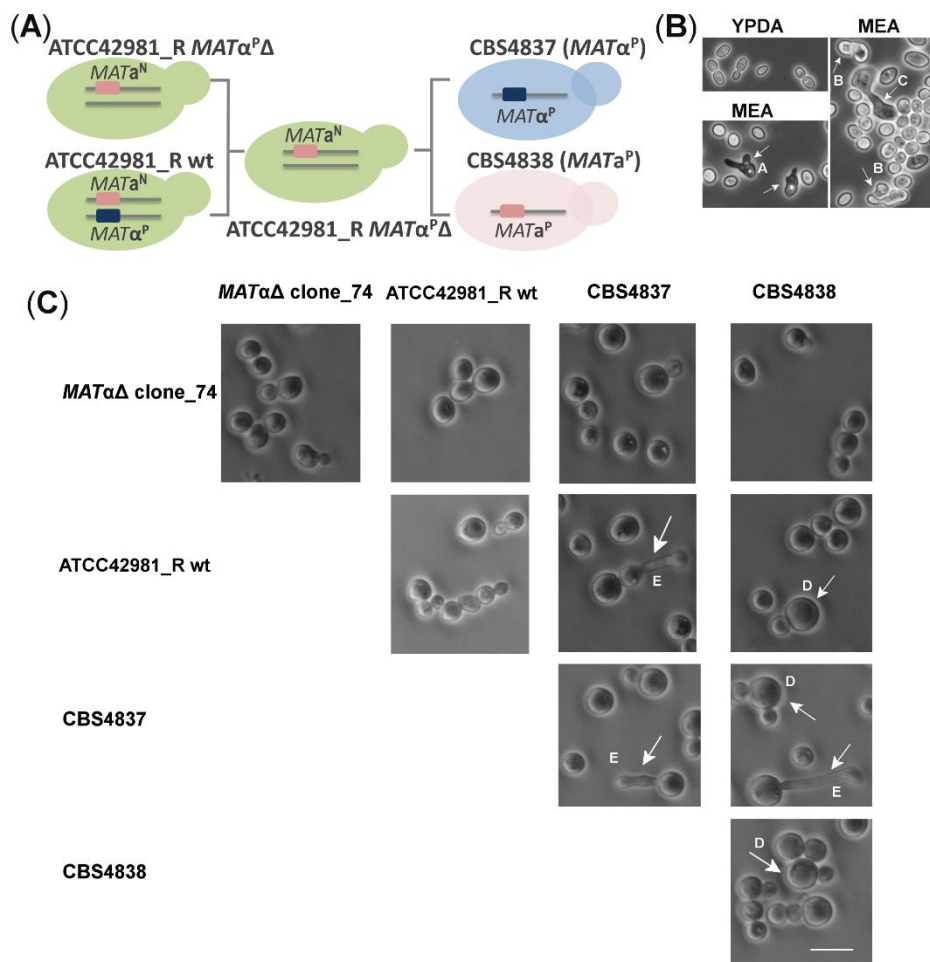 (A)
ATCC42981_R MATαᴾΔ
MATaᴺ
ATCC42981_R wt
MATaᴺ
MATαᴾ
MATaᴺ
ATCC42981_R MATαᴾΔ
CBS4837 (MATαᴾ)
MATαᴾ
CBS4838 (MATaᴾ)
MATaᴾ
(B)
YPDA
MEA
A
MEA
B
C
B
(C)
MATαΔ clone_74 ATCC42981_R wt CBS4837 CBS4838
MATαΔ clone_74
ATCC42981_R wt
E
D
CBS4837
E
D
E
CBS4838
D